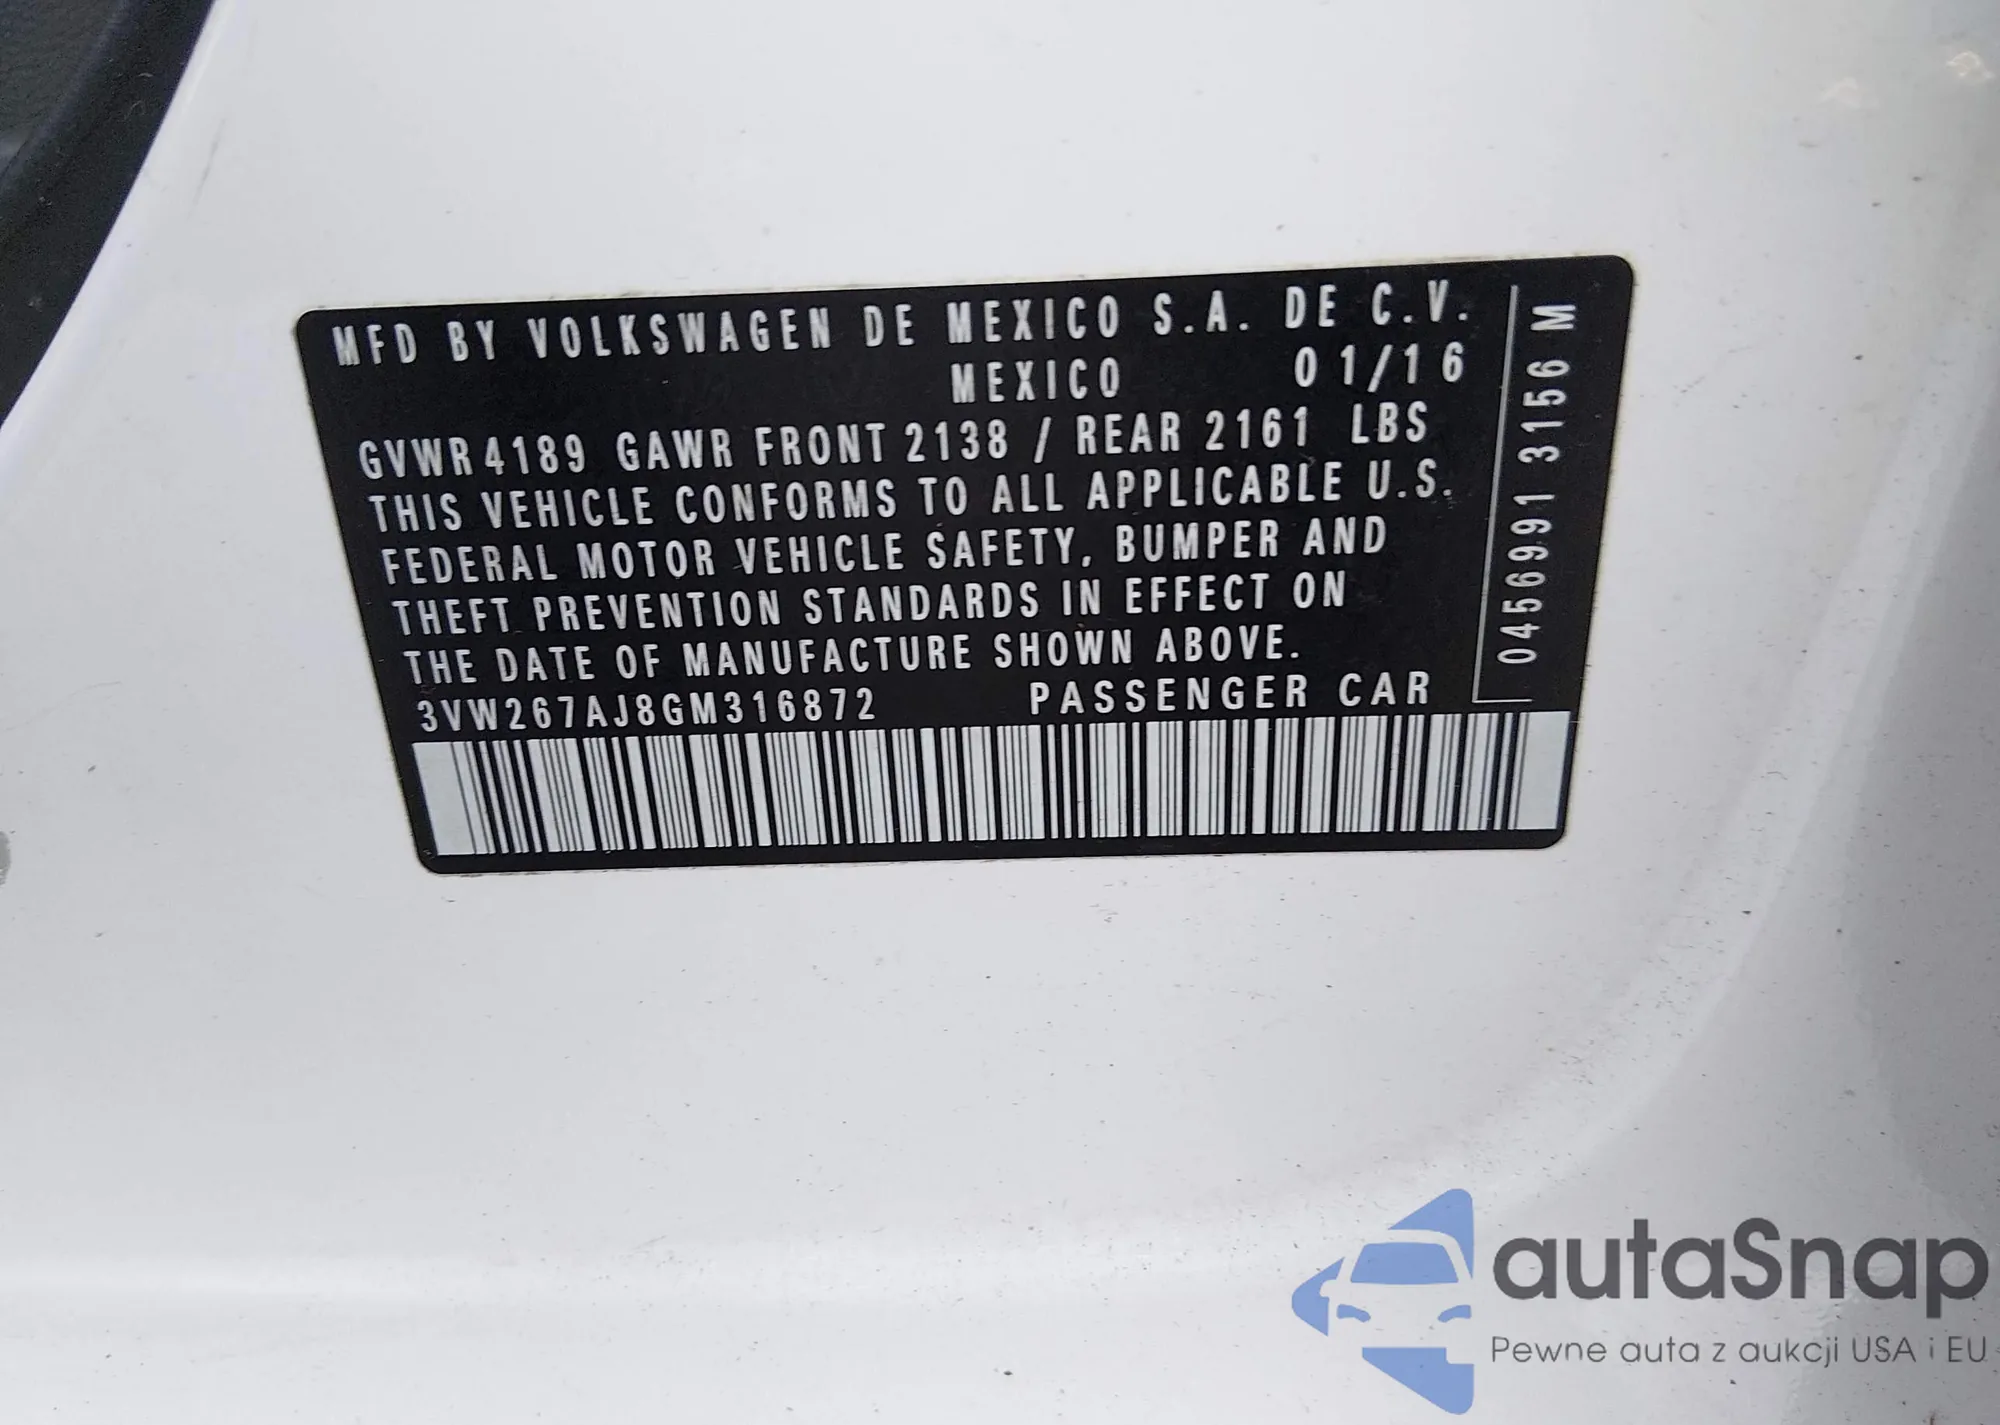 MFD BY VOLKSWAGEN DE MEXICO S.A. DE C.V.
MEXICO 01/16
GVWR 4189 GAWR FRONT 2138 / REAR 2161 LBS
THIS VEHICLE CONFORMS TO ALL APPLICABLE U.S.
FEDERAL MOTOR VEHICLE SAFETY, BUMPER AND
THEFT PREVENTION STANDARDS IN EFFECT ON
THE DATE OF MANUFACTURE SHOWN ABOVE.
3VW267AJ8GM316872 PASSENGER CAR
0456991 3156 M
autaSnap
Pewne auta z aukcji USA i EU